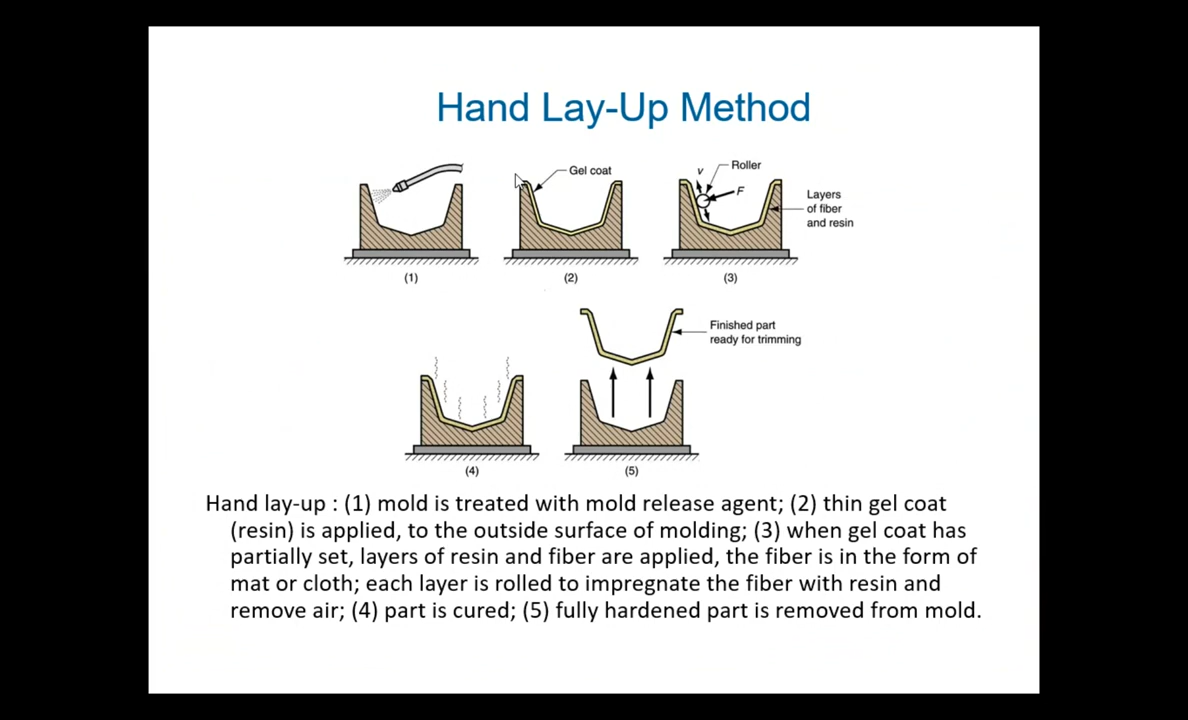 Hand Lay-Up Method
Gel coat
v
Roller
F
Layers
of fiber
and resin
(1)
(2)
(3)
Finished part
ready for trimming
(4)
(5)
Hand lay-up : (1) mold is treated with mold release agent; (2) thin gel coat
(resin) is applied, to the outside surface of molding; (3) when gel coat has
partially set, layers of resin and fiber are applied, the fiber is in the form of
mat or cloth; each layer is rolled to impregnate the fiber with resin and
remove air; (4) part is cured; (5) fully hardened part is removed from mold.